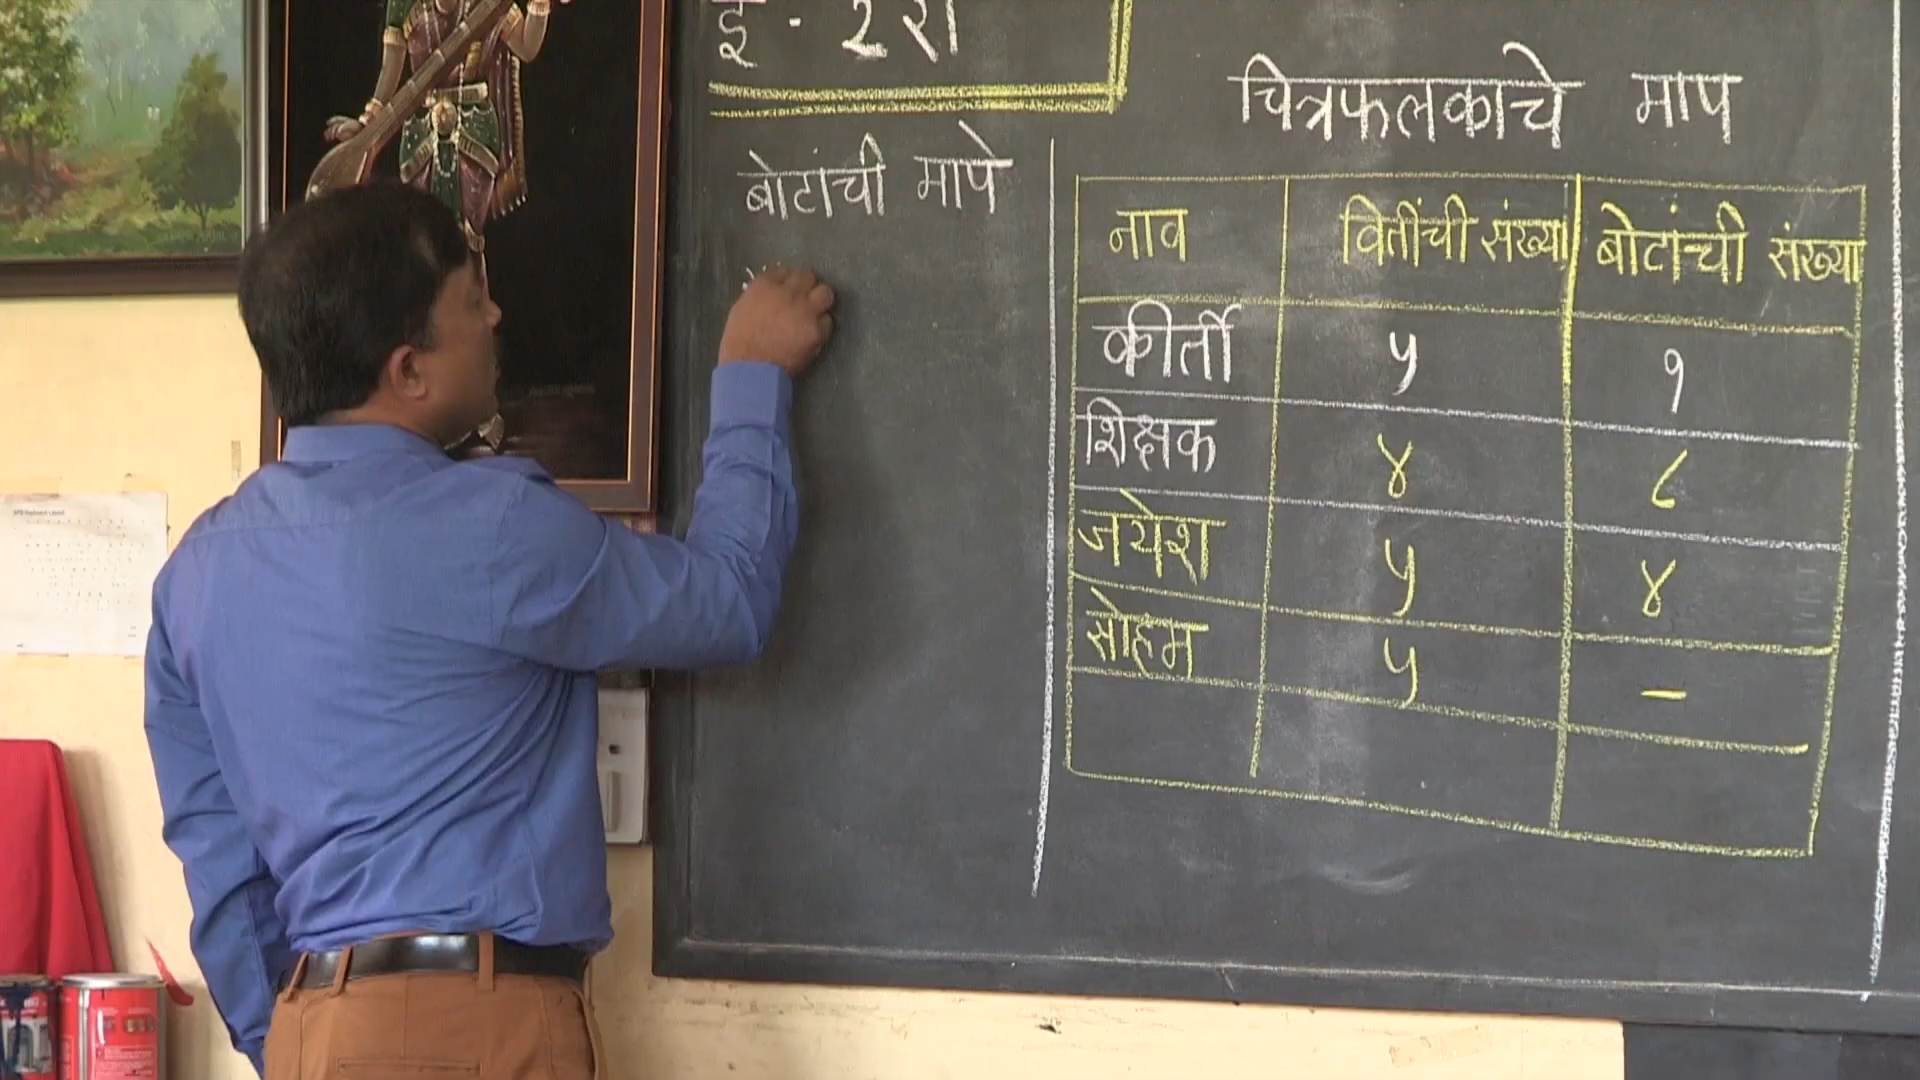 इ - २री
बोटांची मापे
चित्रफलकाचे माप
नाव वितींची संख्या बोटांची संख्या
कीर्ती ५ १
शिक्षक ४ ८
जयेश ५ ४
सोहम ५ -